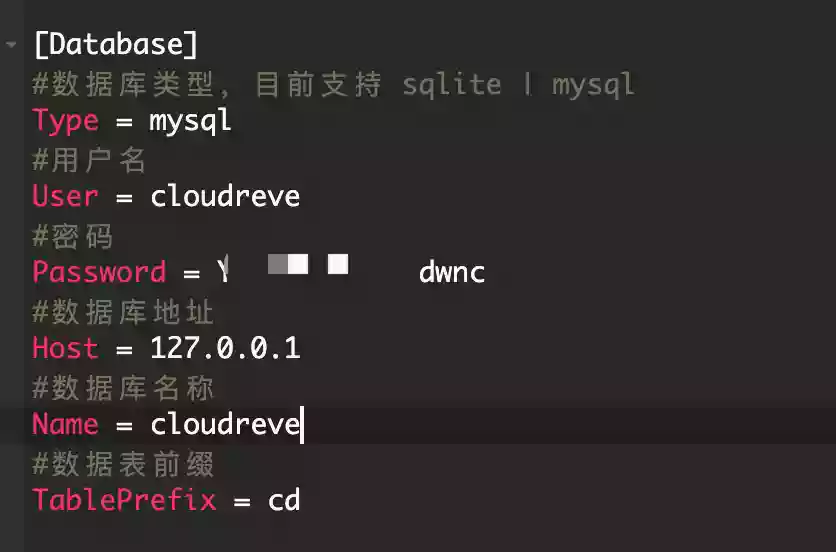 [Database]
#数据库类型，目前支持 sqlite | mysql
Type = mysql
#用户名
User = cloudreve
#密码
Password = Y dwnc
#数据库地址
Host = 127.0.0.1
#数据库名称
Name = cloudreve
#数据表前缀
TablePrefix = cd